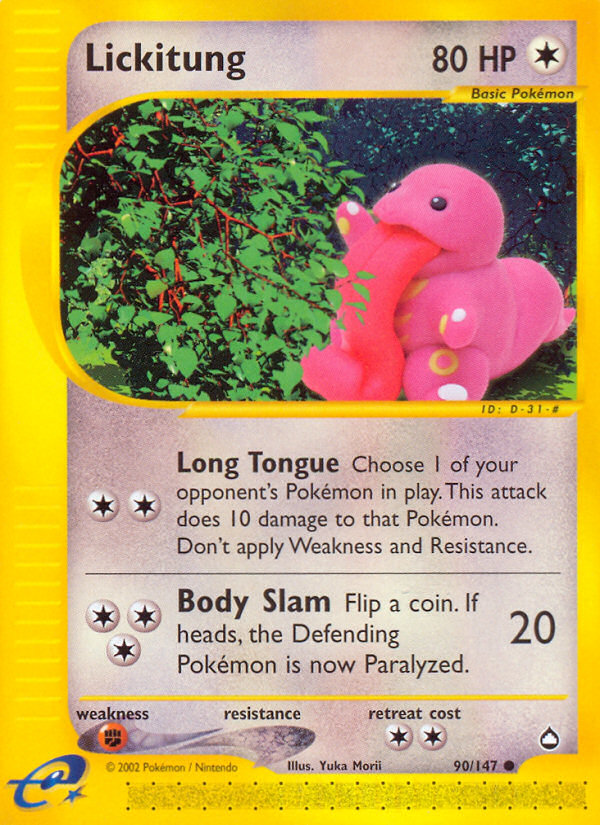 Lickitung 80 HP
Basic Pokémon
ID: D-31-#
Long Tongue Choose 1 of your
opponent's Pokémon in play. This attack
does 10 damage to that Pokémon.
Don't apply Weakness and Resistance.
Body Slam Flip a coin. If
heads, the Defending
Pokémon is now Paralyzed.
20
weakness resistance retreat cost
© 2002 Pokémon / Nintendo Illus. Yuka Morii 90/147
e